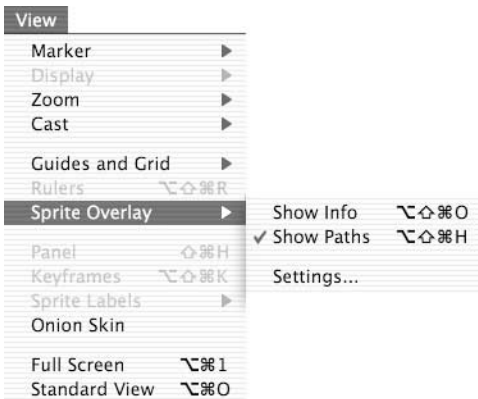 View
Marker
Display
Zoom
Cast
Guides and Grid
Rulers ⌥⇧⌘R
Sprite Overlay
Show Info ⌥⇧⌘O
✓ Show Paths ⌥⇧⌘H
Settings...
Panel ⇧⌘H
Keyframes ⌥⇧⌘K
Sprite Labels
Onion Skin
Full Screen ⌥⌘1
Standard View ⌥⌘0